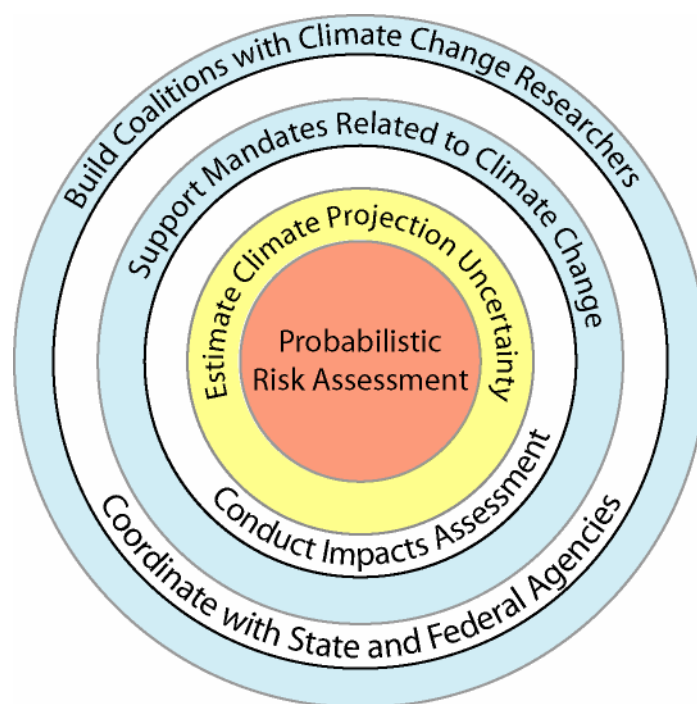 Build Coalitions with Climate Change Researchers
Support Mandates Related to Climate Change
Estimate Climate Projection Uncertainty
Probabilistic
Risk Assessment
Conduct Impacts Assessment
Coordinate with State and Federal Agencies